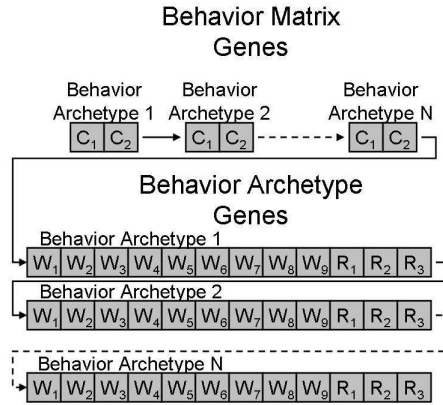 Behavior Matrix
Genes
Behavior Archetype 1
Behavior Archetype 2
Behavior Archetype N
C₁ C₂
C₁ C₂
C₁ C₂
Behavior Archetype
Genes
Behavior Archetype 1
W₁ W₂ W₃ W₄ W₅ W₆ W₇ W₈ W₉ R₁ R₂ R₃
Behavior Archetype 2
W₁ W₂ W₃ W₄ W₅ W₆ W₇ W₈ W₉ R₁ R₂ R₃
Behavior Archetype N
W₁ W₂ W₃ W₄ W₅ W₆ W₇ W₈ W₉ R₁ R₂ R₃